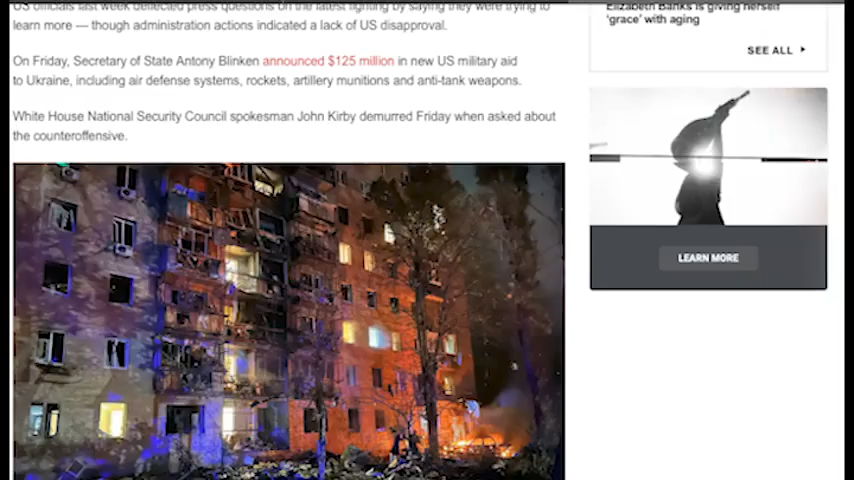 US officials last week deflected press questions on the latest fighting by saying they were trying to
learn more — though administration actions indicated a lack of US disapproval.
On Friday, Secretary of State Antony Blinken announced $125 million in new US military aid
to Ukraine, including air defense systems, rockets, artillery munitions and anti-tank weapons.
White House National Security Council spokesman John Kirby demurred Friday when asked about
the counteroffensive.
Elizabeth Banks is giving herself
'grace' with aging
SEE ALL
LEARN MORE